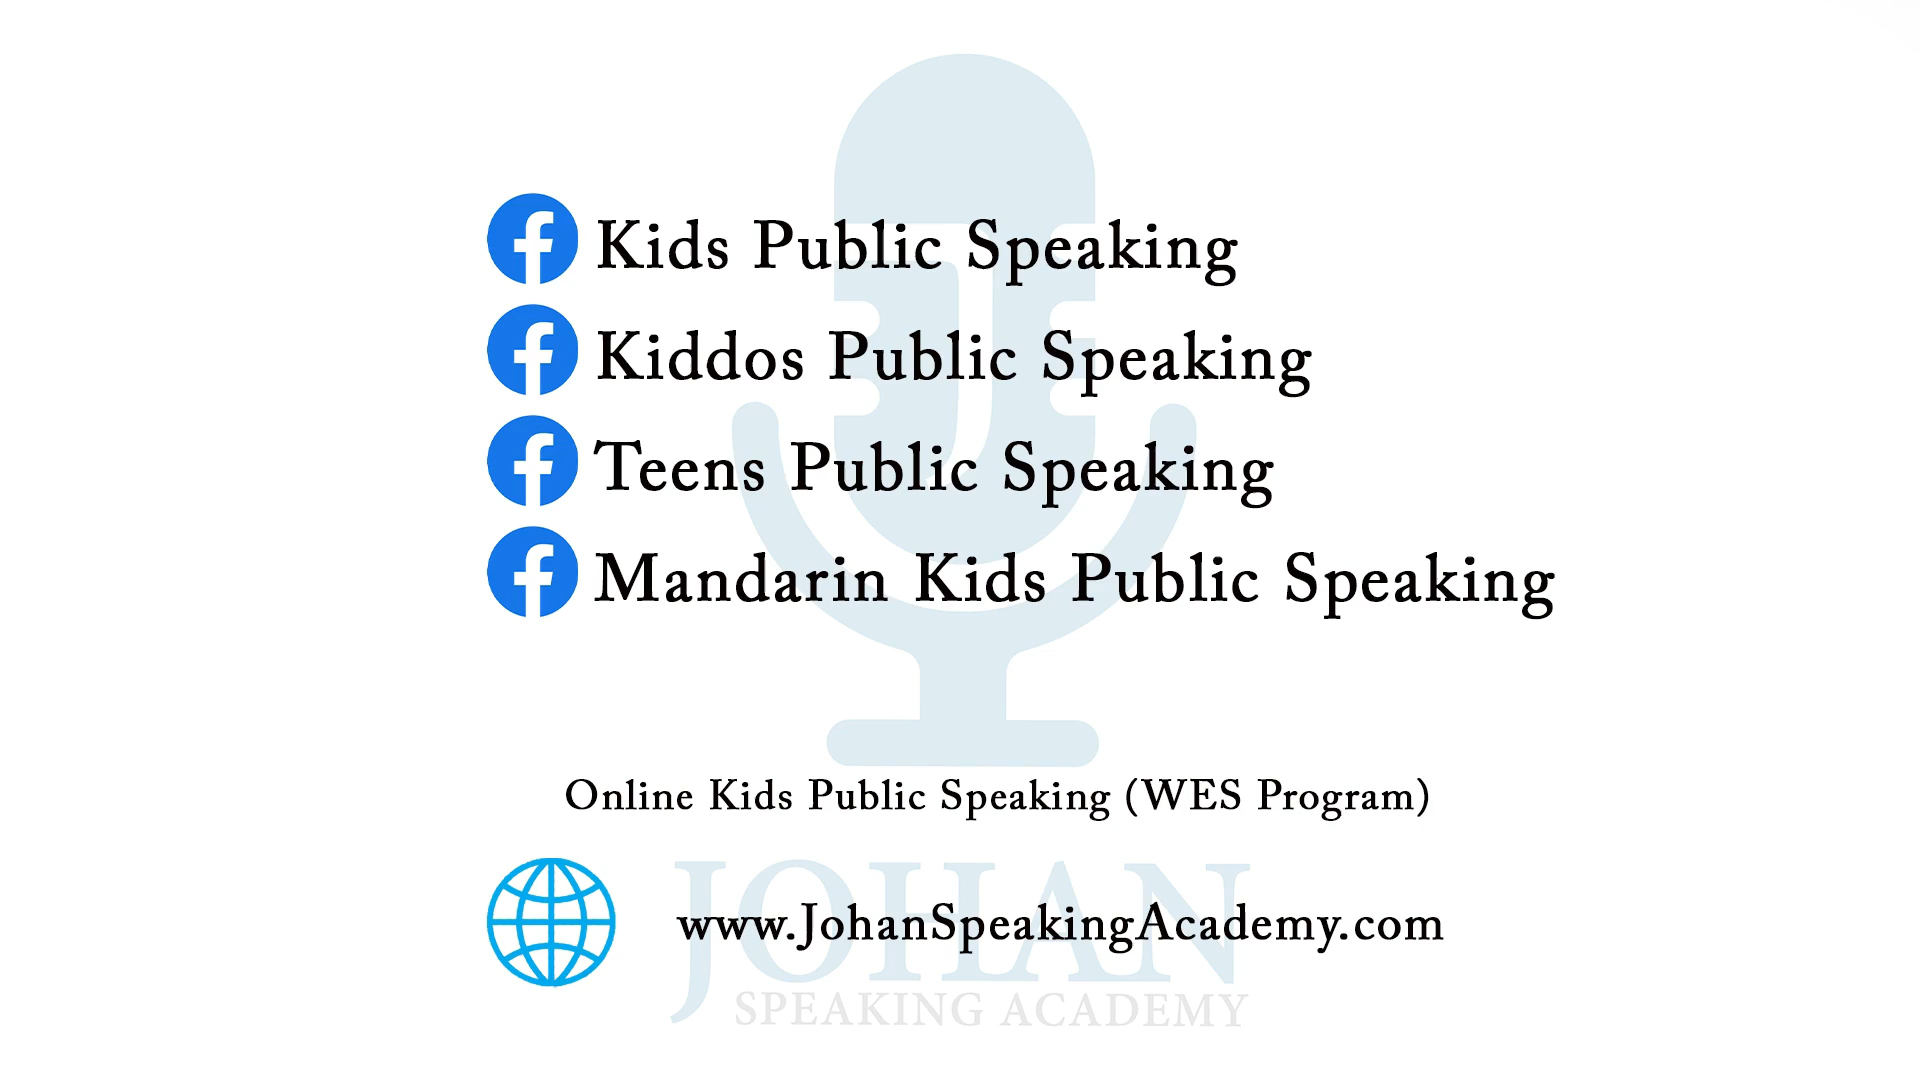 Kids Public Speaking
Kiddos Public Speaking
Teens Public Speaking
Mandarin Kids Public Speaking
Online Kids Public Speaking (WES Program)
www.JohanSpeakingAcademy.com
JOHAN
SPEAKING ACADEMY